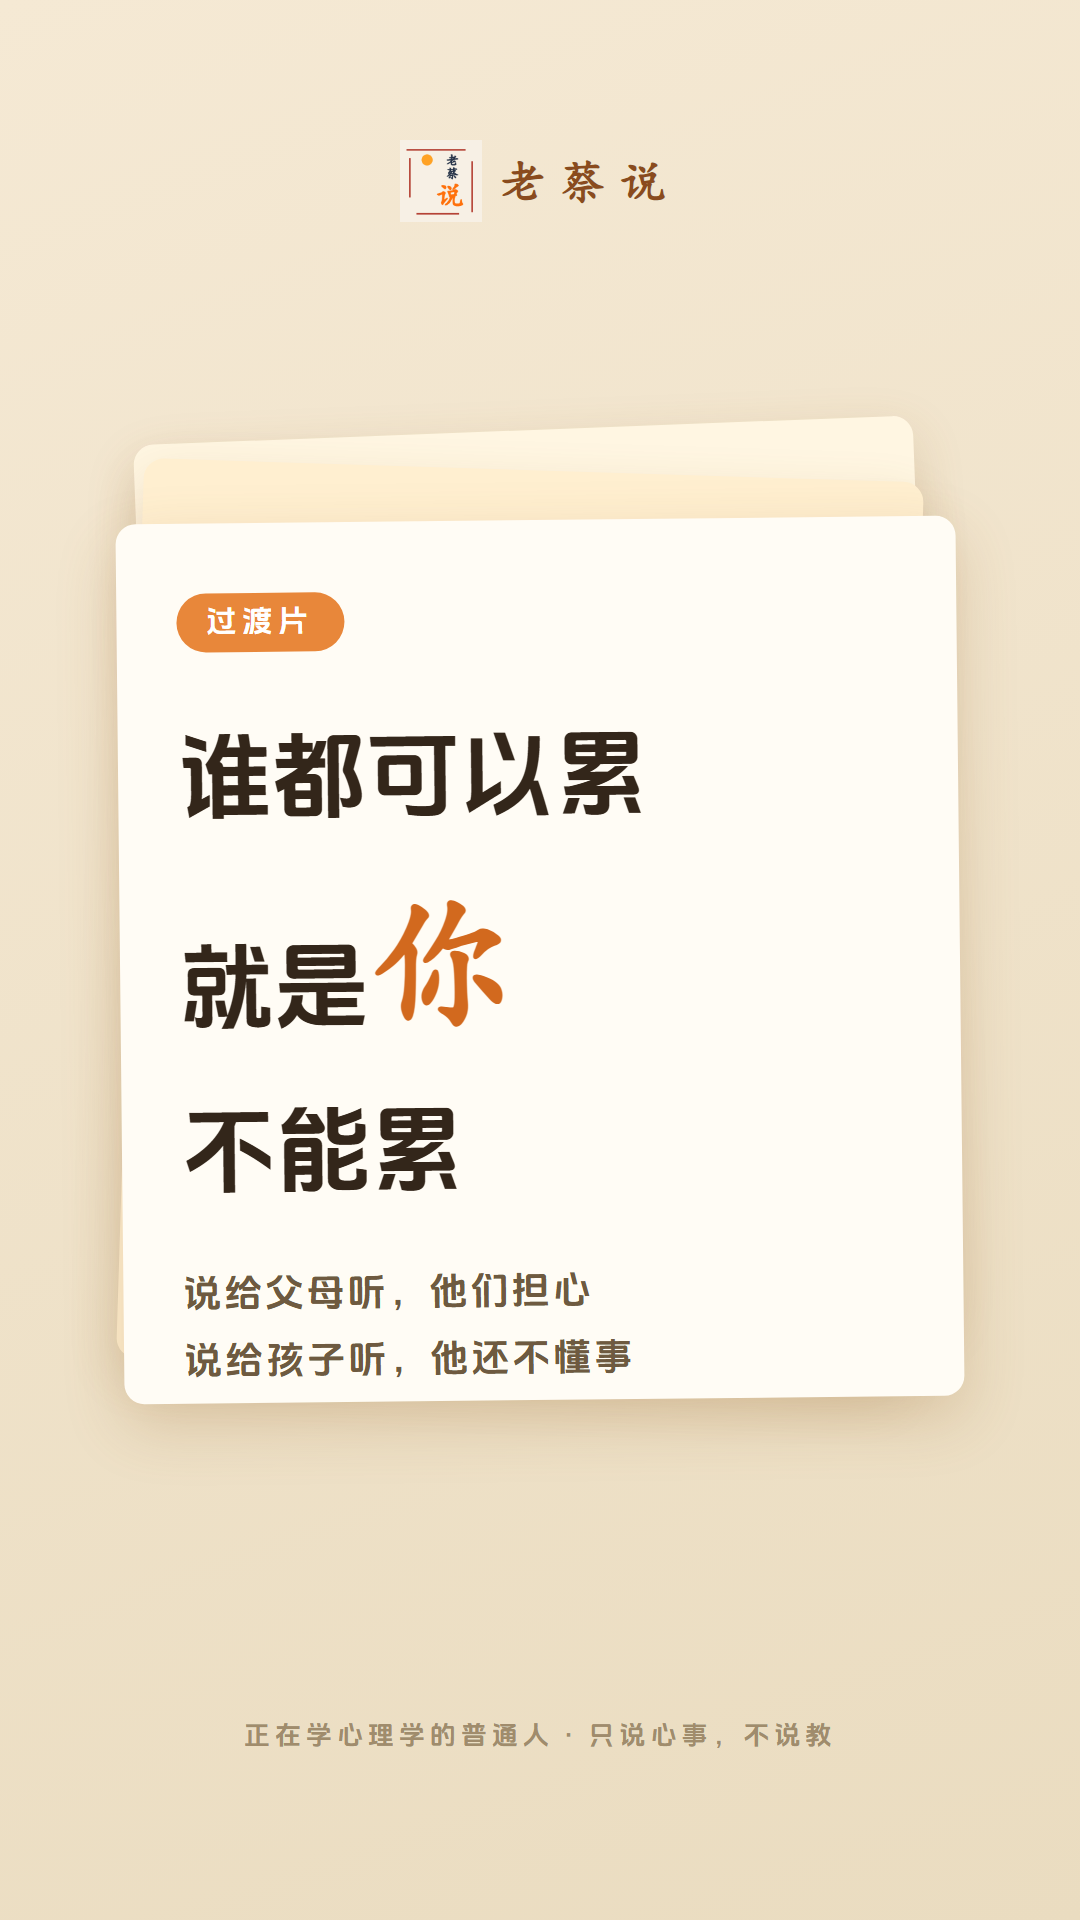 老蔡
说
老蔡说
过渡片
谁都可以累
就是你
不能累
说给父母听，他们担心
说给孩子听，他还不懂事
正在学心理学的普通人 · 只说心事，不说教